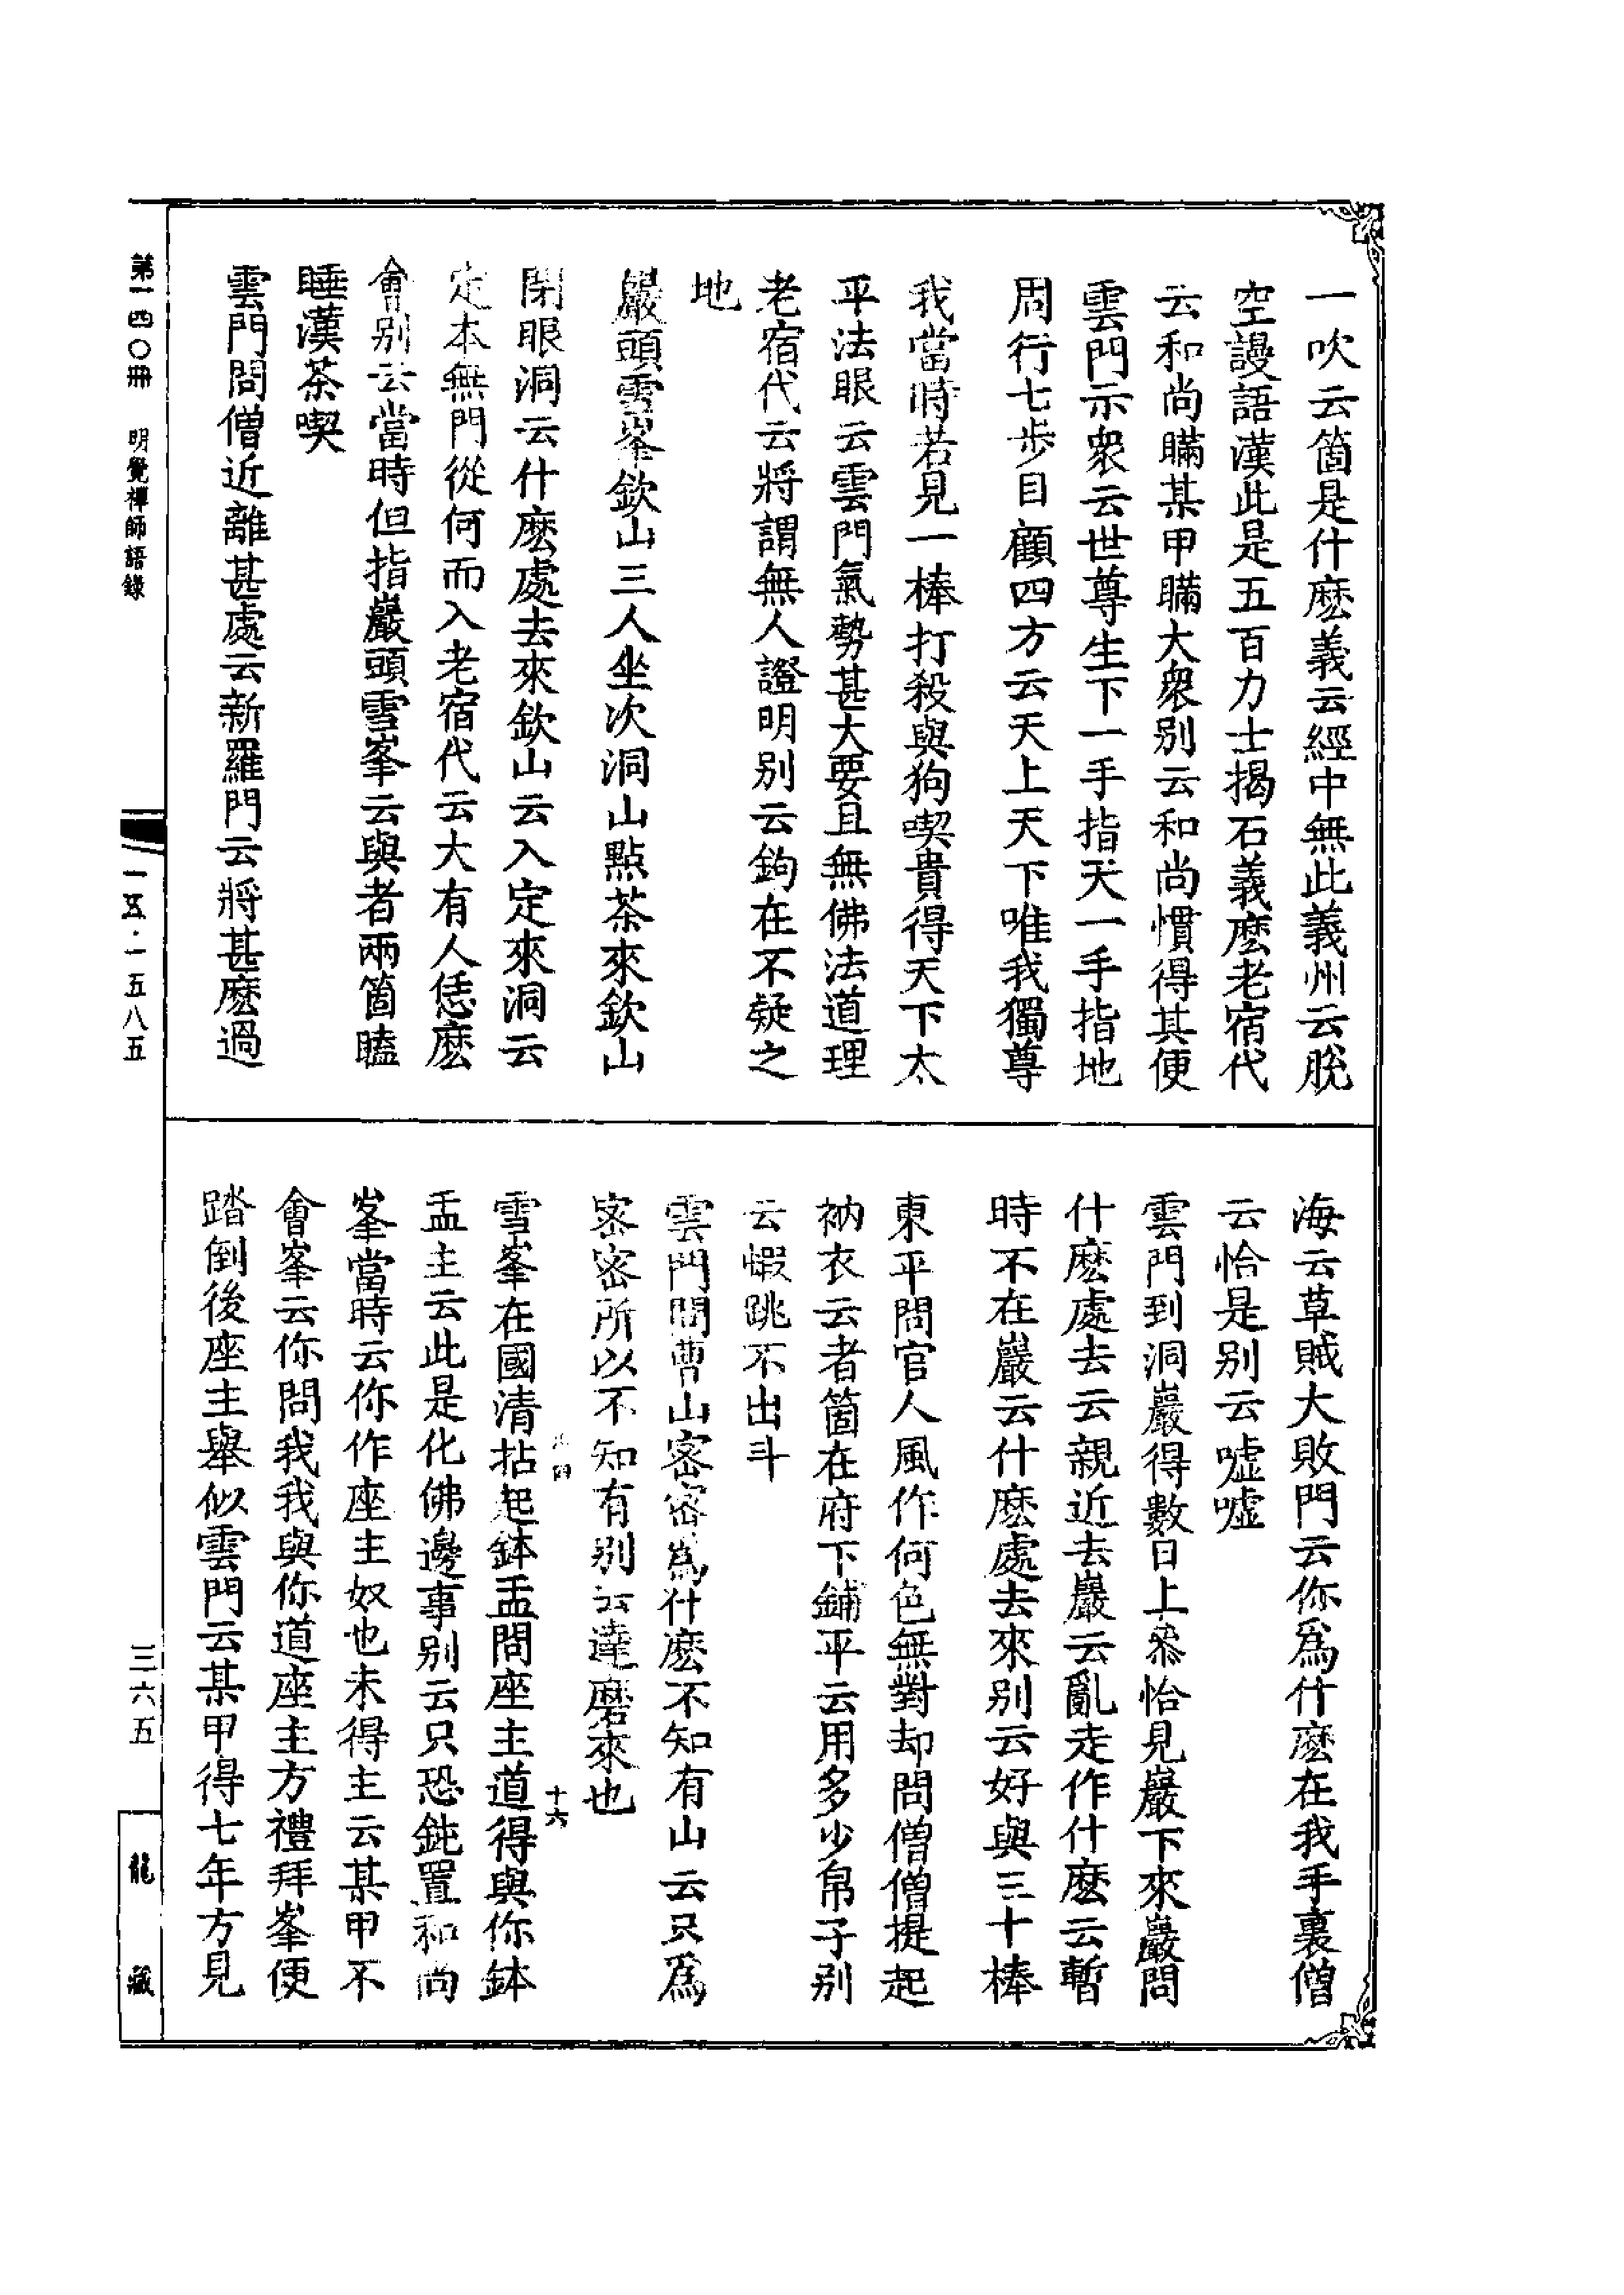 一吹云箇是什麽義云經中無此義州云脫
空謾語漢此是五百力士揭石義麽老宿代
云和尚瞞某甲瞞大衆别云和尚慣得其便
雲門示衆云世尊生下一手指天一手指地
周行七步目顧四方云天上天下唯我獨尊
我當時若見一棒打殺與狗喫貴得天下太
平法眼云雲門氣勢甚大要且無佛法道理
老宿代云將謂無人證明别云鉤在不疑之
地
巖頭雪峯欽山三人坐次洞山點茶來欽山
閉眼洞云什麽處去來欽山云入定來洞云
定本無門從何而入老宿代云大有人恁麽
會别云當時但指巖頭雪峯云與者兩箇瞌
睡漢茶喫
雲門問僧近離甚處云新羅門云將甚麽過
海云草賊大敗門云你爲什麽在我手裏僧
云恰是别云噓噓
雲門到洞巖得數日上叅恰見巖下來巖問
什麽處去云親近去巖云亂走作什麽云暫
時不在巖云什麽處去來别云好與三十棒
東平問官人風作何色無對却問僧僧提起
衲衣云者箇在府下鋪平云用多少帛子别
云蝦跳不出斗
雲門問曹山密密爲什麽不知有山云只爲
密密所以不知有别云達磨來也
十六
雪峯在國清拈起鉢盂問座主道得與你鉢
盂主云此是化佛邊事别云只恐鈍置和尚
峯當時云你作座主奴也未得主云某甲不
會峯云你問我我與你道座主方禮拜峯便
踏倒後座主舉似雲門云某甲得七年方見
第一四〇冊 明覺禪師語錄
一五·一五八五
三六五
龍藏